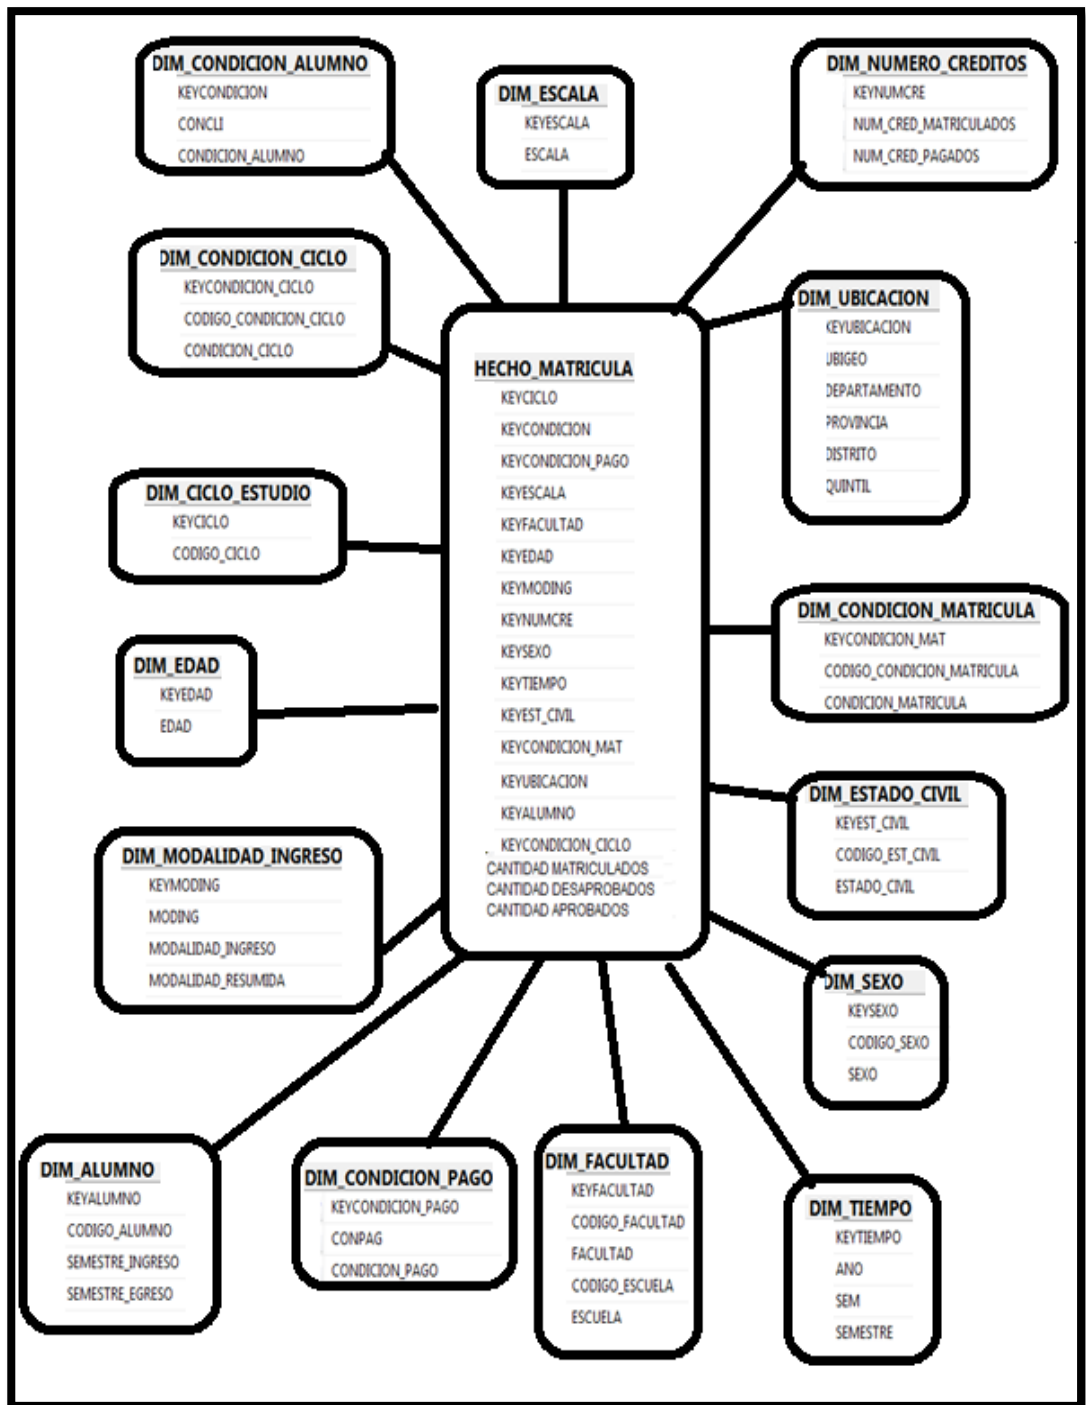 DIM_CONDICION_ALUMNO
KEYCONDICION
CONCLI
CONDICION_ALUMNO
DIM_ESCALA
KEYESCALA
ESCALA
DIM_NUMERO_CREDITOS
KEYNUMCRE
NUM_CRED_MATRICULADOS
NUM_CRED_PAGADOS
DIM_CONDICION_CICLO
KEYCONDICION_CICLO
CODIGO_CONDICION_CICLO
CONDICION_CICLO
DIM_UBICACION
KEYUBICACION
UBIGEO
DEPARTAMENTO
PROVINCIA
DISTRITO
QUINTIL
HECHO_MATRICULA
KEYCICLO
KEYCONDICION
KEYCONDICION_PAGO
KEYESCALA
KEYFACULTAD
KEYEDAD
KEYMODING
KEYNUMCRE
KEYSEXO
KEYTIEMPO
KEYEST_CIVIL
KEYCONDICION_MAT
KEYUBICACION
KEYALUMNO
KEYCONDICION_CICLO
CANTIDAD MATRICULADOS
CANTIDAD DESAPROBADOS
CANTIDAD APROBADOS
DIM_CICLO_ESTUDIO
KEYCICLO
CODIGO_CICLO
DIM_CONDICION_MATRICULA
KEYCONDICION_MAT
CODIGO_CONDICION_MATRICULA
CONDICION_MATRICULA
DIM_EDAD
KEYEDAD
EDAD
DIM_ESTADO_CIVIL
KEYEST_CIVIL
CODIGO_EST_CIVIL
ESTADO_CIVIL
DIM_MODALIDAD_INGRESO
KEYMODING
MODING
MODALIDAD_INGRESO
MODALIDAD_RESUMIDA
DIM_SEXO
KEYSEXO
CODIGO_SEXO
SEXO
DIM_ALUMNO
KEYALUMNO
CODIGO_ALUMNO
SEMESTRE_INGRESO
SEMESTRE_EGRESO
DIM_CONDICION_PAGO
KEYCONDICION_PAGO
CONPAG
CONDICION_PAGO
DIM_FACULTAD
KEYFACULTAD
CODIGO_FACULTAD
FACULTAD
CODIGO_ESCUELA
ESCUELA
DIM_TIEMPO
KEYTIEMPO
ANO
SEM
SEMESTRE